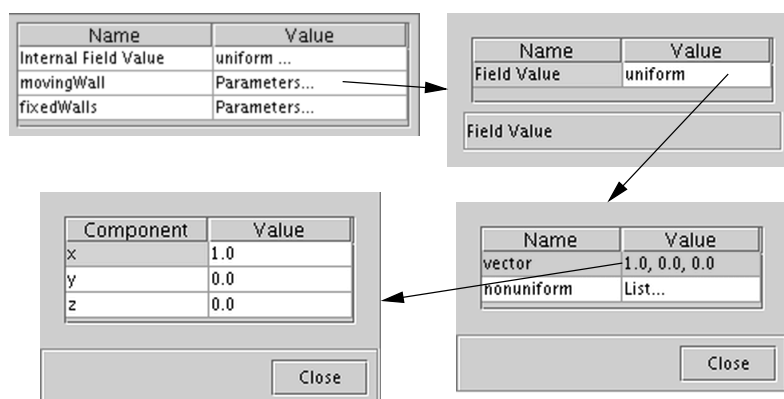 Name Value
Internal Field Value uniform ...
movingWall Parameters...
fixedWalls Parameters...
Name Value
Field Value uniform
Field Value
Name Value
vector 1.0, 0.0, 0.0
nonuniform List...
Close
Component Value
x 1.0
y 0.0
z 0.0
Close